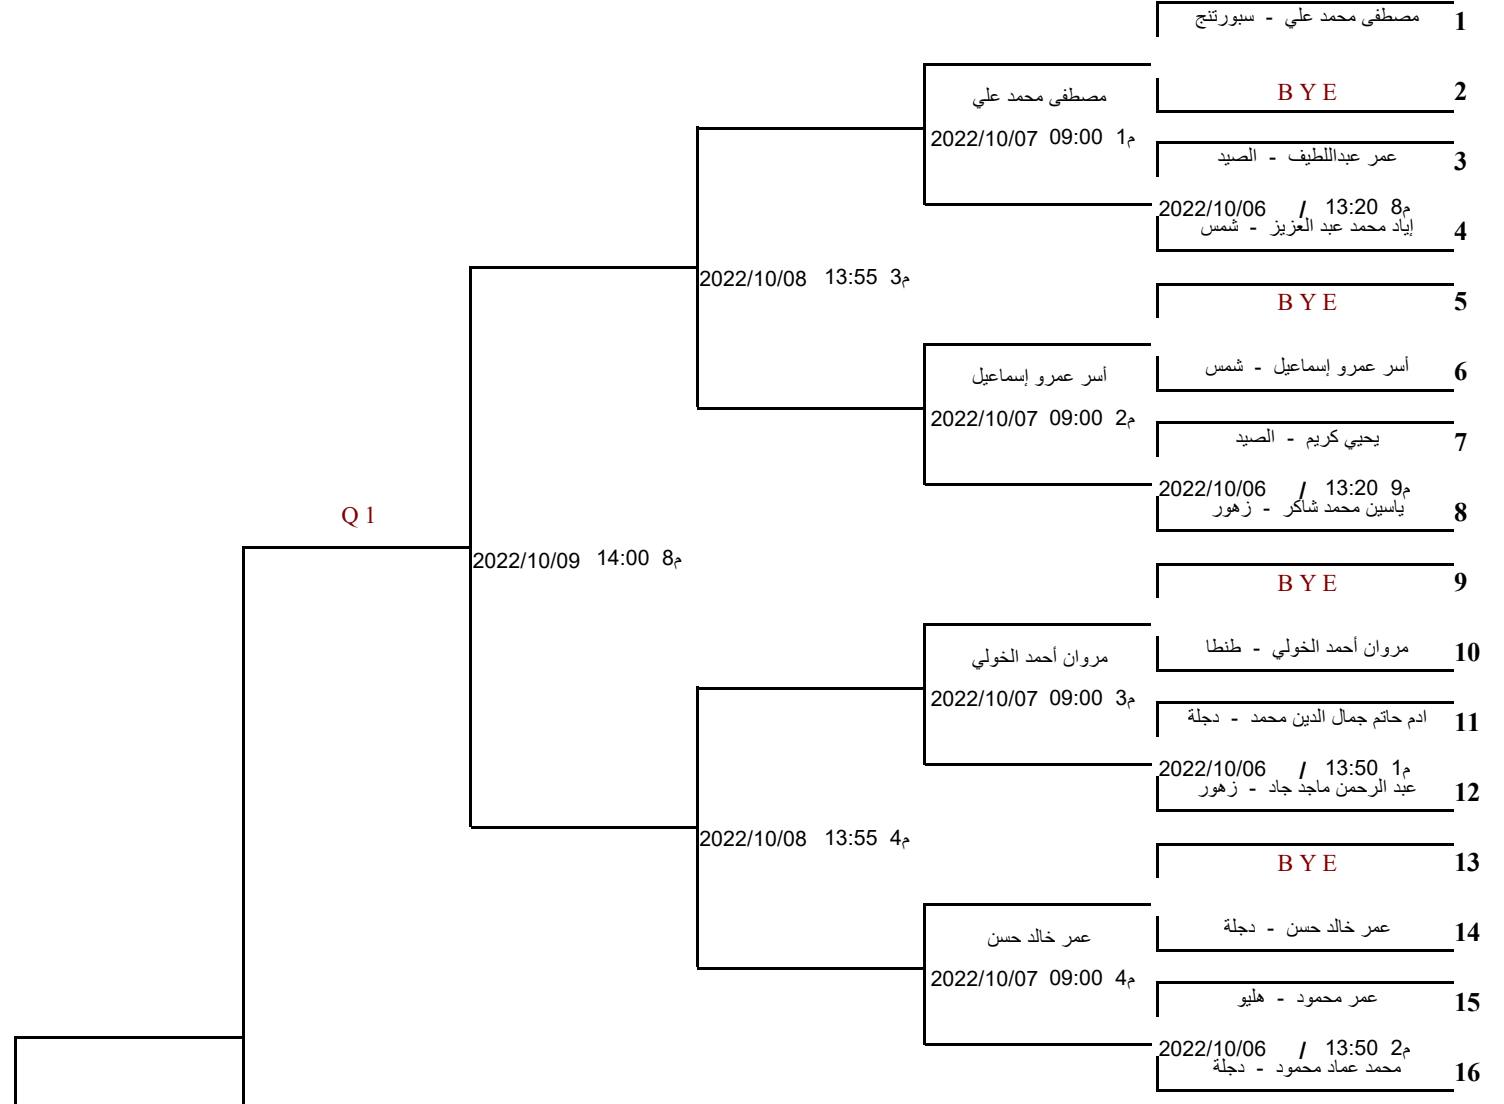 مصطفى محمد علي - سبورتنج 1
B Y E 2
مصطفى محمد علي
2022/10/07 09:00 م1
عمر عبداللطيف - الصيد 3
2022/10/06 / 13:20 م8
إياد محمد عبد العزيز - شمس 4
2022/10/08 13:55 م3
B Y E 5
أسر عمرو إسماعيل - شمس 6
أسر عمرو إسماعيل
2022/10/07 09:00 م2
يحيي كريم - الصيد 7
2022/10/06 / 13:20 م9
ياسين محمد شاكر - زهور 8
Q 1
2022/10/09 14:00 م8
B Y E 9
مروان أحمد الخولي - طنطا 10
مروان أحمد الخولي
2022/10/07 09:00 م3
ادم حاتم جمال الدين محمد - دجلة 11
2022/10/06 / 13:50 م1
عبد الرحمن ماجد جاد - زهور 12
2022/10/08 13:55 م4
B Y E 13
عمر خالد حسن - دجلة 14
عمر خالد حسن
2022/10/07 09:00 م4
عمر محمود - هليو 15
2022/10/06 / 13:50 م2
محمد عماد محمود - دجلة 16